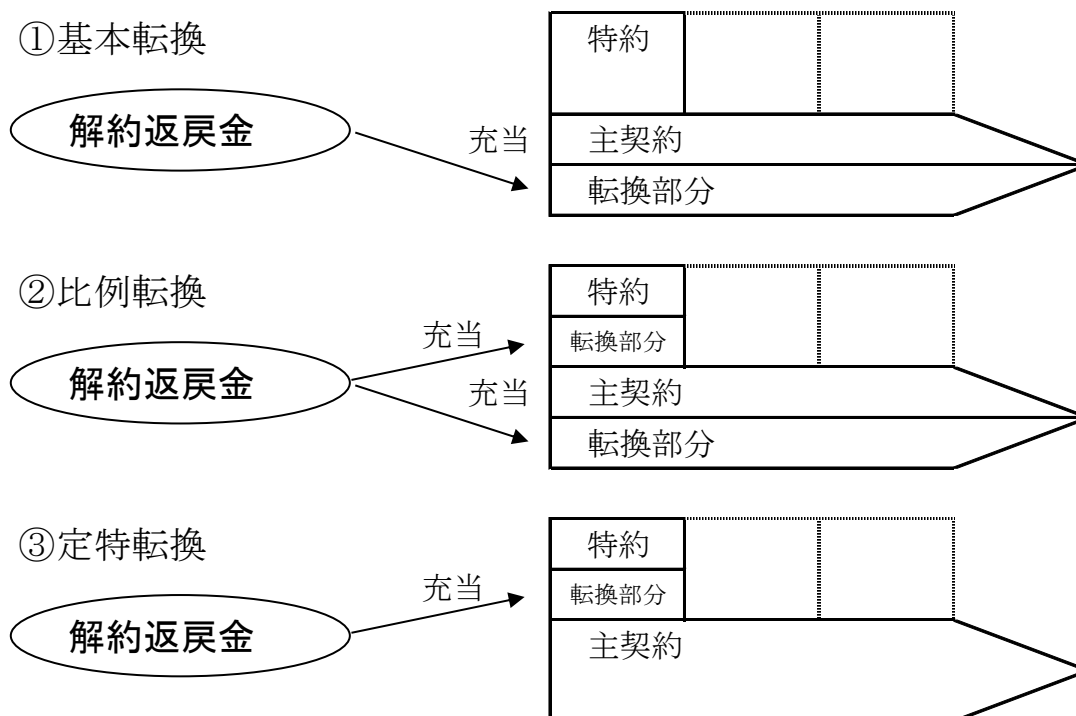 ①基本転換
特約
解約返戻金
充当
主契約
転換部分
②比例転換
特約
充当
転換部分
解約返戻金
充当
主契約
転換部分
③定特転換
特約
充当
転換部分
解約返戻金
主契約